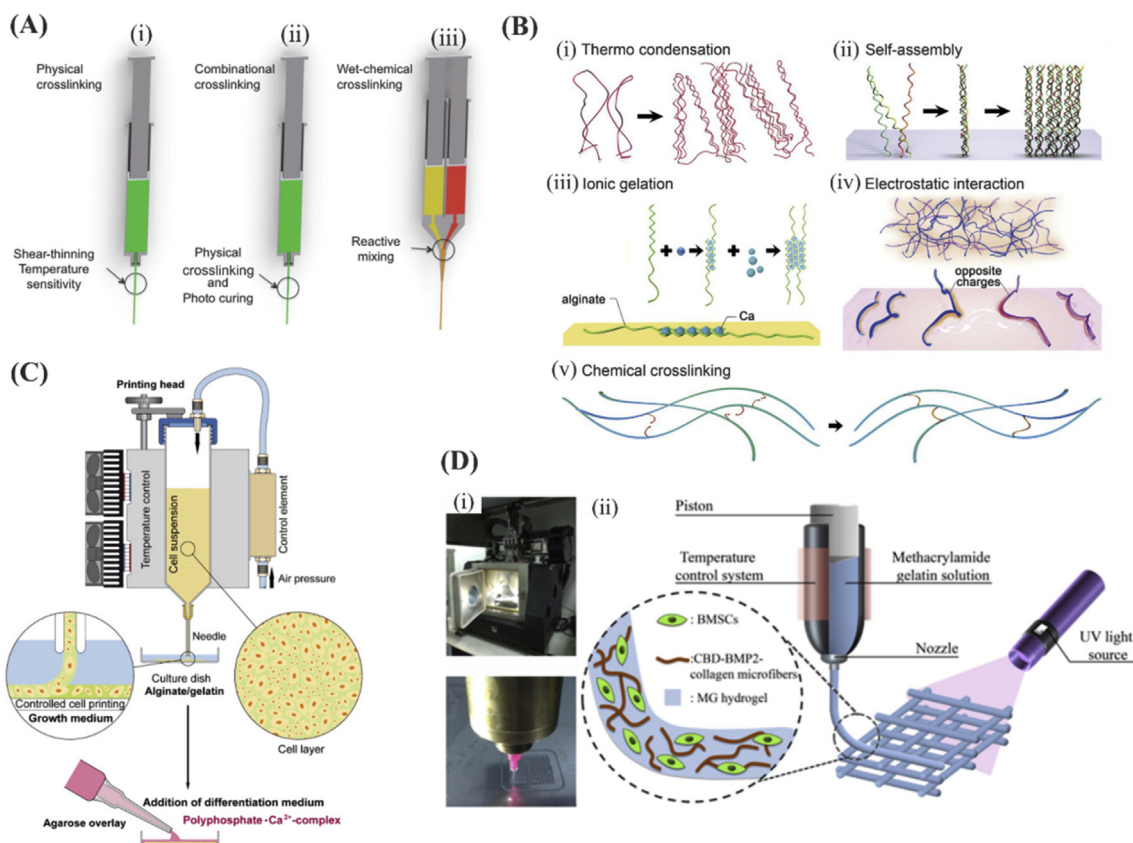 (A)
(i)
(ii)
(iii)
Physical
crosslinking
Combinational
crosslinking
Wet-chemical
crosslinking
Shear-thinning
Temperature
sensitivity
Physical
crosslinking
and
Photo curing
Reactive
mixing
(B)
(i) Thermo condensation
(ii) Self-assembly
(iii) Ionic gelation
alginate
Ca
(iv) Electrostatic interaction
opposite
charges
(v) Chemical crosslinking
(C)
Printing head
Temperature control
Cell suspension
Control element
Air pressure
Needle
Culture dish
Alginate/gelatin
Controlled cell printing
Growth medium
Cell layer
Addition of differentiation medium
Polyphosphate·Ca2+-complex
Agarose overlay
(D)
(i)
(ii)
Piston
Temperature
control system
Methacrylamide
gelatin solution
: BMSCs
:CBD-BMP2-
collagen microfibers
: MG hydrogel
Nozzle
UV light
source